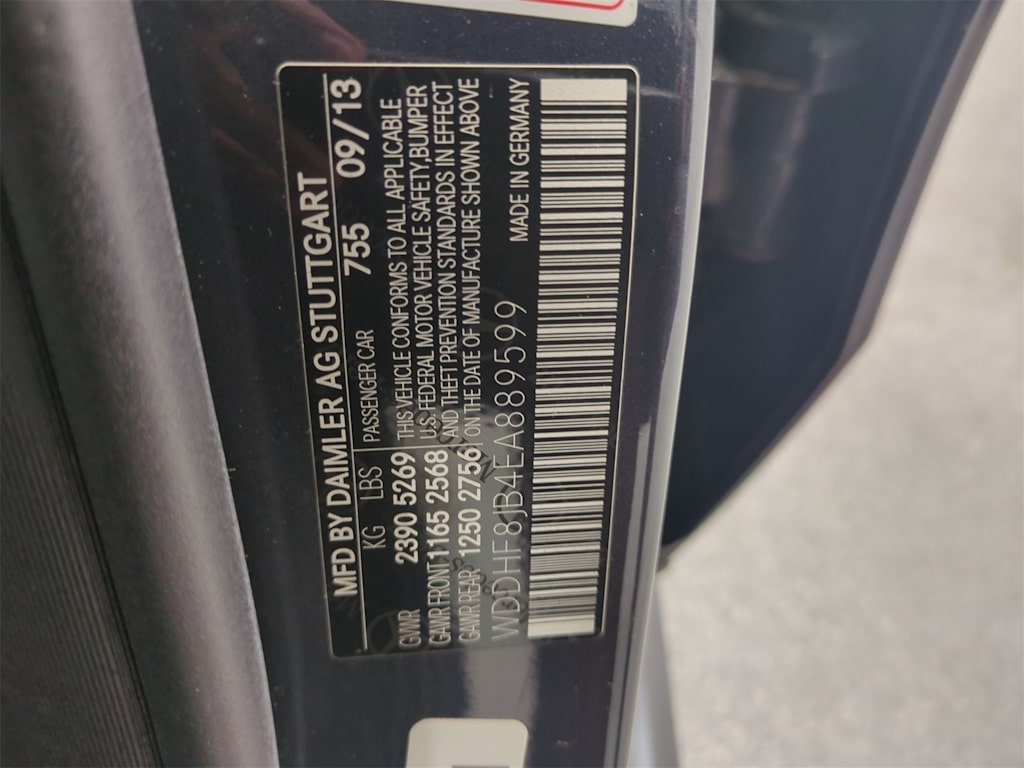 MFD BY DAIMLER AG STUTTGART
KG LBS PASSENGER CAR 755 09/13
GWR 2390 5269 THIS VEHICLE CONFORMS TO ALL APPLICABLE
GAWR FRONT 1165 2568 U.S. FEDERAL MOTOR VEHICLE SAFETY,BUMPER
GAWR REAR 1250 2756 AND THEFT PREVENTION STANDARDS IN EFFECT
ON THE DATE OF MANUFACTURE SHOWN ABOVE
WDDHF8JB4EA889599 MADE IN GERMANY